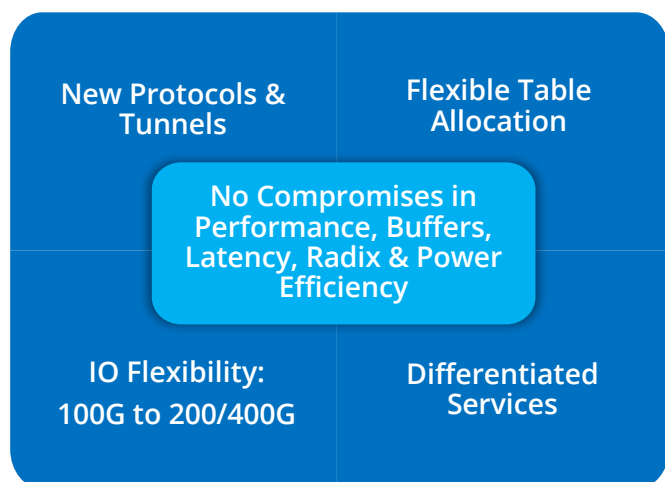 New Protocols &
Tunnels
Flexible Table
Allocation
No Compromises in
Performance, Buffers,
Latency, Radix & Power
Efficiency
IO Flexibility:
100G to 200/400G
Differentiated
Services